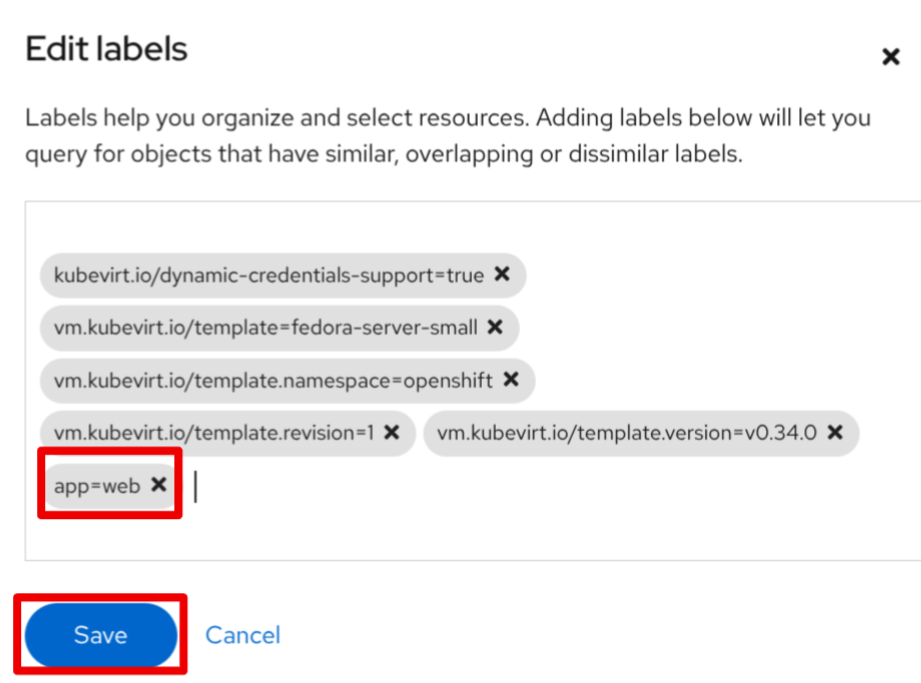 Edit labels
Labels help you organize and select resources. Adding labels below will let you
query for objects that have similar, overlapping or dissimilar labels.
kubevirt.io/dynamic-credentials-support=true
vm.kubevirt.io/template=fedora-server-small
vm.kubevirt.io/template.namespace=openshift
vm.kubevirt.io/template.revision=1 vm.kubevirt.io/template.version=v0.34.0
app=web
Save Cancel